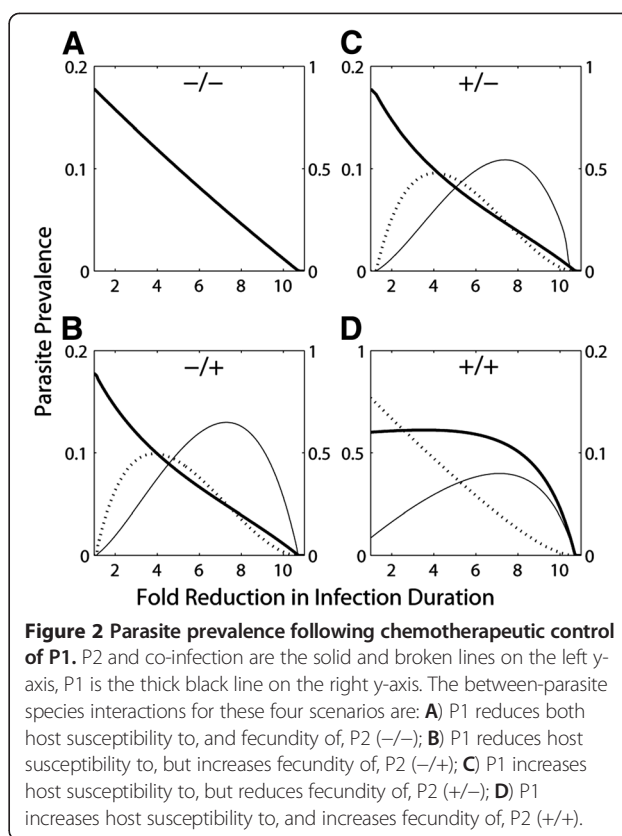 A
C
0.2
1
0.2
1
−/−
+/−
0.1
0.5
0.1
0.5
0
0
0
0
2 4 6 8 10
2 4 6 8 10
Parasite Prevalence
B
D
0.2
1
1
0.2
−/+
+/+
0.1
0.5
0.5
0.1
0
0
0
0
2 4 6 8 10
2 4 6 8 10
Fold Reduction in Infection Duration
Figure 2 Parasite prevalence following chemotherapeutic control
of P1. P2 and co-infection are the solid and broken lines on the left y-
axis, P1 is the thick black line on the right y-axis. The between-parasite
species interactions for these four scenarios are: A) P1 reduces both
host susceptibility to, and fecundity of, P2 (−/−); B) P1 reduces host
susceptibility to, but increases fecundity of, P2 (−/+); C) P1 increases
host susceptibility to, but reduces fecundity of, P2 (+/−); D) P1
increases host susceptibility to, and increases fecundity of, P2 (+/+).